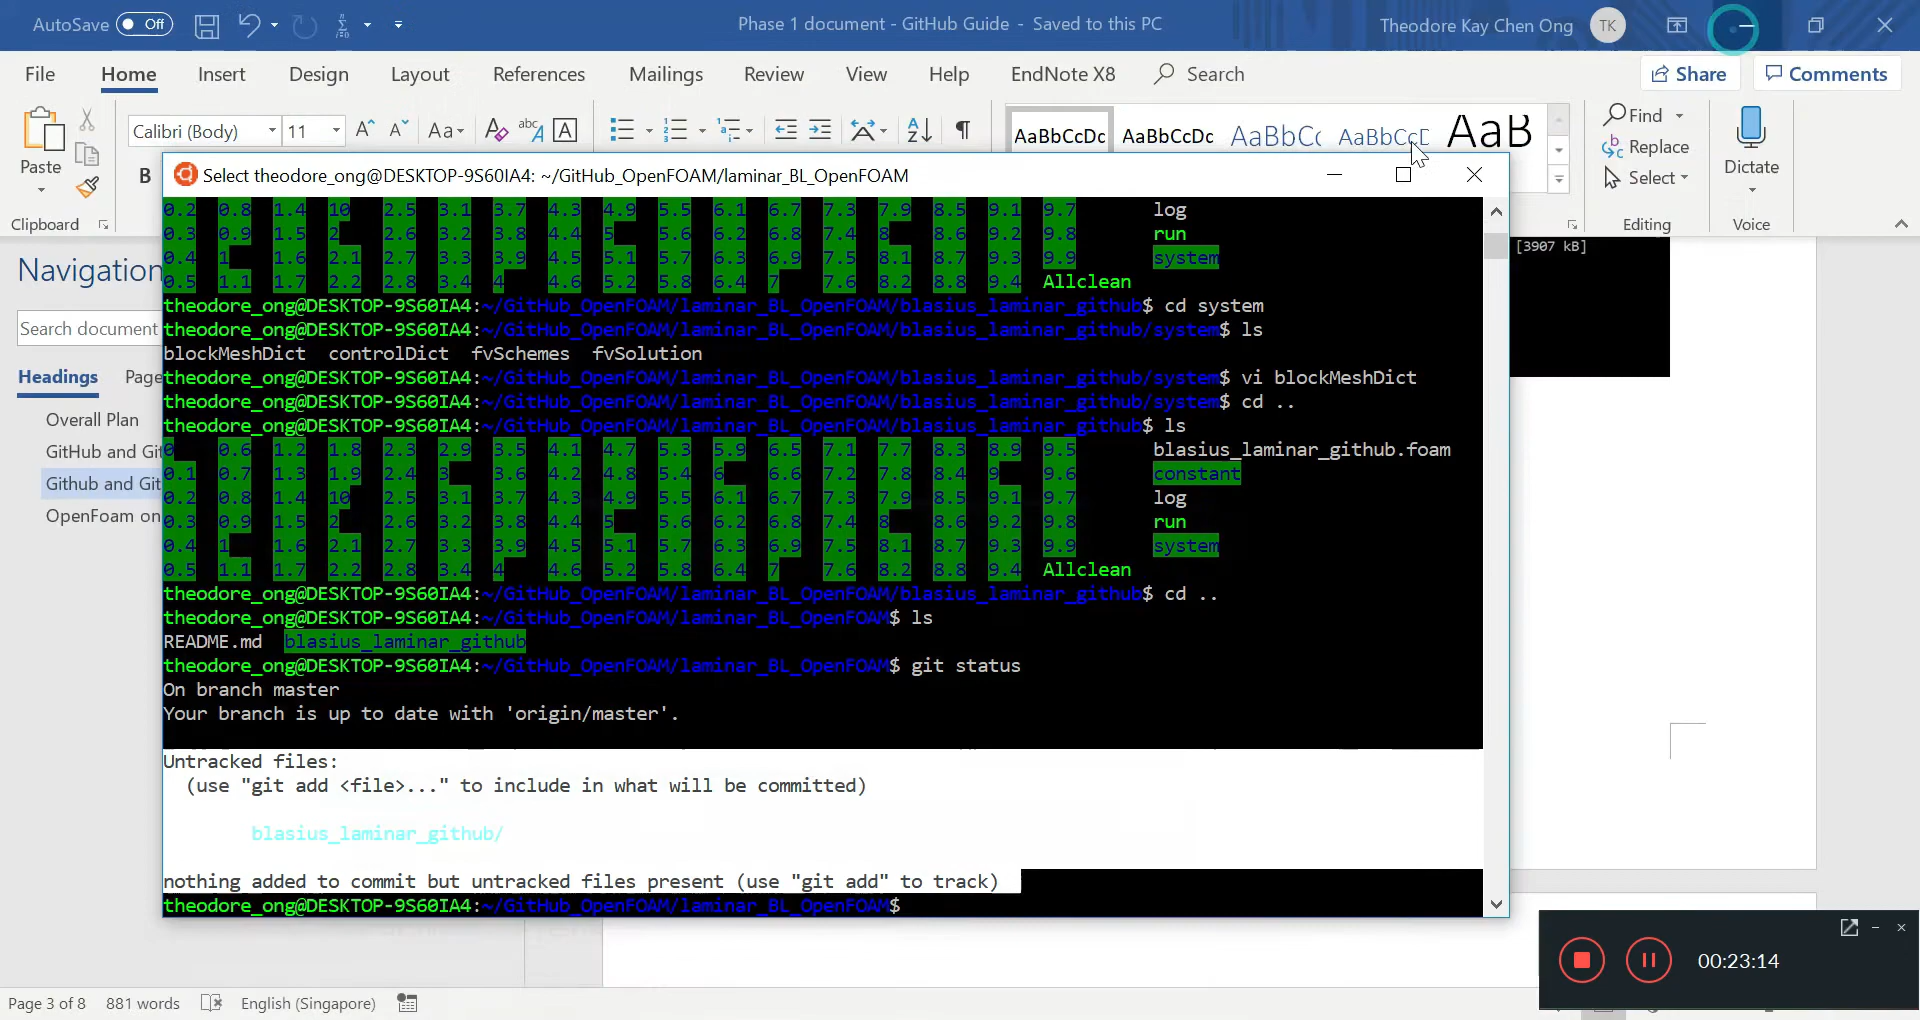 AutoSave Off
Phase 1 document - GitHub Guide - Saved to this PC
Theodore Kay Chen Ong TK
File Home Insert Design Layout References Mailings Review View Help EndNote X8 Search
Share Comments
Calibri (Body) 11 Aa
AaBbCcDc AaBbCcDc AaBbCc AaBbCcD AaB
Paste
B
Find
Replace
Select
Dictate
Clipboard
Editing
Voice
Select theodore_ong@DESKTOP-9S60IA4: ~/GitHub_OpenFOAM/laminar_BL_OpenFOAM
Navigation
Search document
Headings Page
Overall Plan
GitHub and Git
Github and Git
OpenFoam on
[3907 kB]
0.2 0.8 1.4 10 2.5 3.1 3.7 4.3 4.9 5.5 6.1 6.7 7.3 7.9 8.5 9.1 9.7 log
0.3 0.9 1.5 2 2.6 3.2 3.8 4.4 5 5.6 6.2 6.8 7.4 8 8.6 9.2 9.8 run
0.4 1 1.6 2.1 2.7 3.3 3.9 4.5 5.1 5.7 6.3 6.9 7.5 8.1 8.7 9.3 9.9 system
0.5 1.1 1.7 2.2 2.8 3.4 4 4.6 5.2 5.8 6.4 7 7.6 8.2 8.8 9.4 Allclean
theodore_ong@DESKTOP-9S60IA4:~/GitHub_OpenFOAM/laminar_BL_OpenFOAM/blasius_laminar_github$ cd system
theodore_ong@DESKTOP-9S60IA4:~/GitHub_OpenFOAM/laminar_BL_OpenFOAM/blasius_laminar_github/system$ ls
blockMeshDict controlDict fvSchemes fvSolution
theodore_ong@DESKTOP-9S60IA4:~/GitHub_OpenFOAM/laminar_BL_OpenFOAM/blasius_laminar_github/system$ vi blockMeshDict
theodore_ong@DESKTOP-9S60IA4:~/GitHub_OpenFOAM/laminar_BL_OpenFOAM/blasius_laminar_github/system$ cd ..
theodore_ong@DESKTOP-9S60IA4:~/GitHub_OpenFOAM/laminar_BL_OpenFOAM/blasius_laminar_github$ ls
0 0.6 1.2 1.8 2.3 2.9 3.5 4.1 4.7 5.3 5.9 6.5 7.1 7.7 8.3 8.9 9.5 blasius_laminar_github.foam
0.1 0.7 1.3 1.9 2.4 3 3.6 4.2 4.8 5.4 6 6.6 7.2 7.8 8.4 9 9.6 constant
0.2 0.8 1.4 10 2.5 3.1 3.7 4.3 4.9 5.5 6.1 6.7 7.3 7.9 8.5 9.1 9.7 log
0.3 0.9 1.5 2 2.6 3.2 3.8 4.4 5 5.6 6.2 6.8 7.4 8 8.6 9.2 9.8 run
0.4 1 1.6 2.1 2.7 3.3 3.9 4.5 5.1 5.7 6.3 6.9 7.5 8.1 8.7 9.3 9.9 system
0.5 1.1 1.7 2.2 2.8 3.4 4 4.6 5.2 5.8 6.4 7 7.6 8.2 8.8 9.4 Allclean
theodore_ong@DESKTOP-9S60IA4:~/GitHub_OpenFOAM/laminar_BL_OpenFOAM/blasius_laminar_github$ cd ..
theodore_ong@DESKTOP-9S60IA4:~/GitHub_OpenFOAM/laminar_BL_OpenFOAM$ ls
README.md blasius_laminar_github
theodore_ong@DESKTOP-9S60IA4:~/GitHub_OpenFOAM/laminar_BL_OpenFOAM$ git status
On branch master
Your branch is up to date with 'origin/master'.
Untracked files:
(use "git add <file>..." to include in what will be committed)
blasius_laminar_github/
nothing added to commit but untracked files present (use "git add" to track)
theodore_ong@DESKTOP-9S60IA4:~/GitHub_OpenFOAM/laminar_BL_OpenFOAM$
00:23:14
Page 3 of 8 881 words English (Singapore)